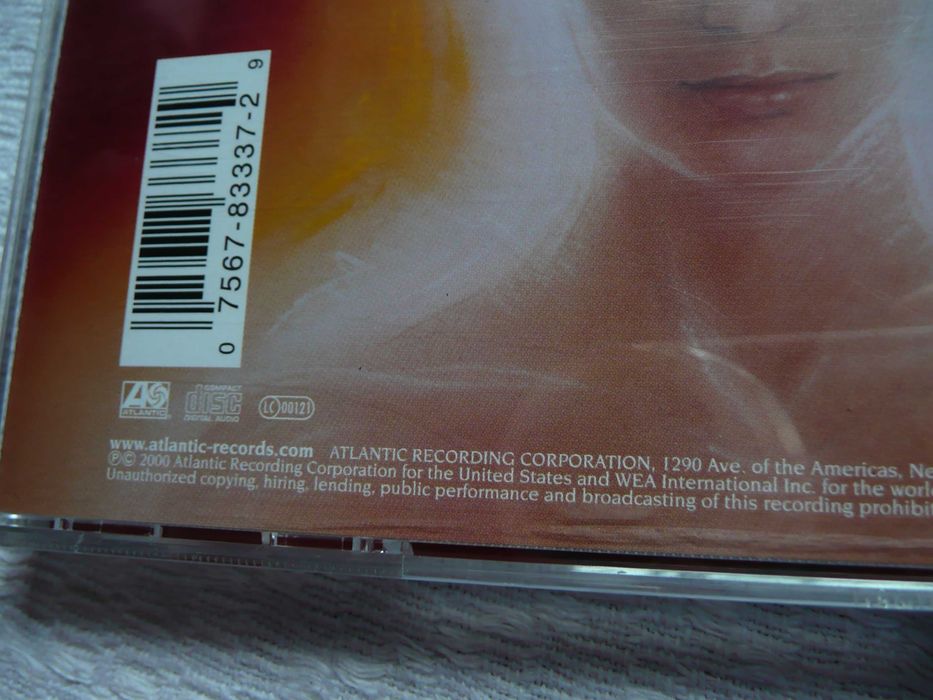 0 7567-83337-2 9
ATLANTIC
COMPACT
disc
DIGITAL AUDIO
LC 00121
www.atlantic-records.com ATLANTIC RECORDING CORPORATION, 1290 Ave. of the Americas, Ne
℗© 2000 Atlantic Recording Corporation for the United States and WEA International Inc. for the worl
Unauthorized copying, hiring, lending, public performance and broadcasting of this recording prohibit